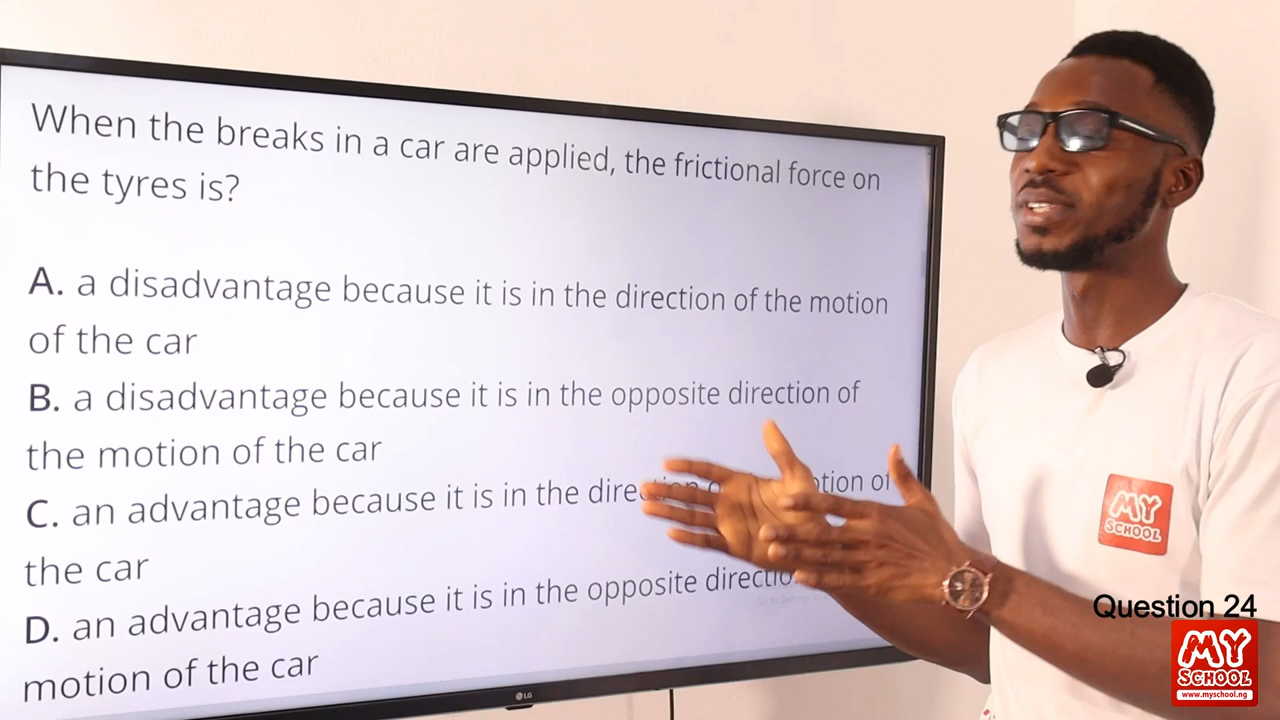 When the breaks in a car are applied, the frictional force on
the tyres is?
A. a disadvantage because it is in the direction of the motion
of the car
B. a disadvantage because it is in the opposite direction of
the motion of the car
C. an advantage because it is in the tion of
the car
D. an advantage because it is in the opposite
motion of the car
LG
MY
SCHOOL
Question 24
MY
SCHOOL
www.myschool.ng